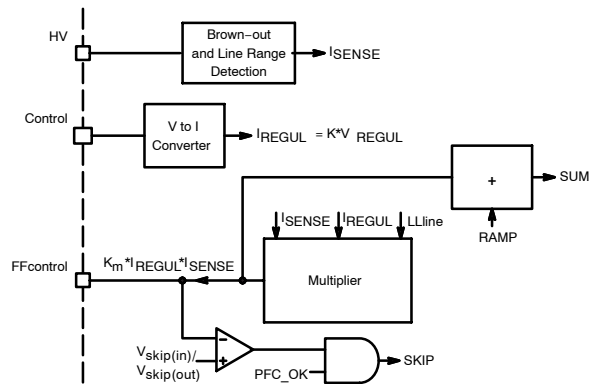 HV
Brown-out
and Line Range
Detection
ISENSE
Control
V to I
Converter
IREGUL = K*V REGUL
+
SUM
RAMP
ISENSE
IREGUL
LLline
FFcontrol
Km*IREGUL*ISENSE
Multiplier
−
+
Vskip(in)/
Vskip(out)
PFC_OK
SKIP